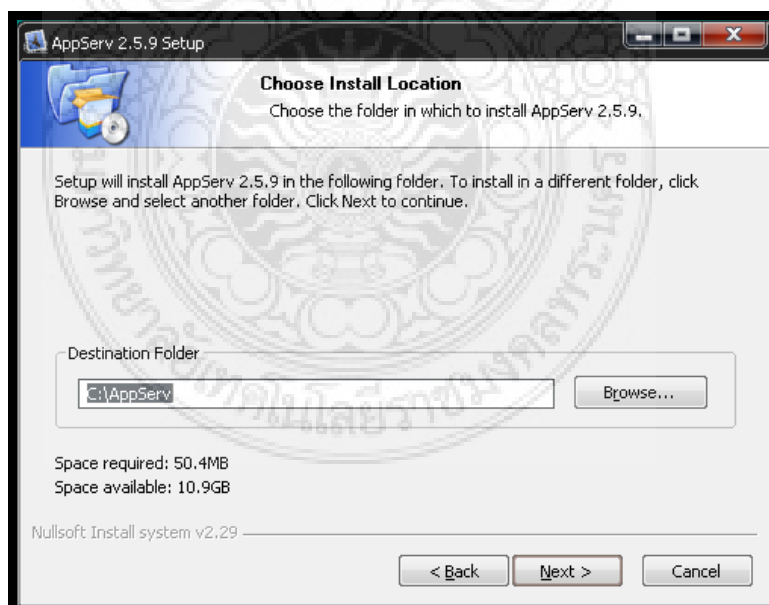 AppServ 2.5.9 Setup
Choose Install Location
Choose the folder in which to install AppServ 2.5.9.
Setup will install AppServ 2.5.9 in the following folder. To install in a different folder, click
Browse and select another folder. Click Next to continue.
Destination Folder
C:\AppServ
Browse...
Space required: 50.4MB
Space available: 10.9GB
Nullsoft Install system v2.29
< Back
Next >
Cancel